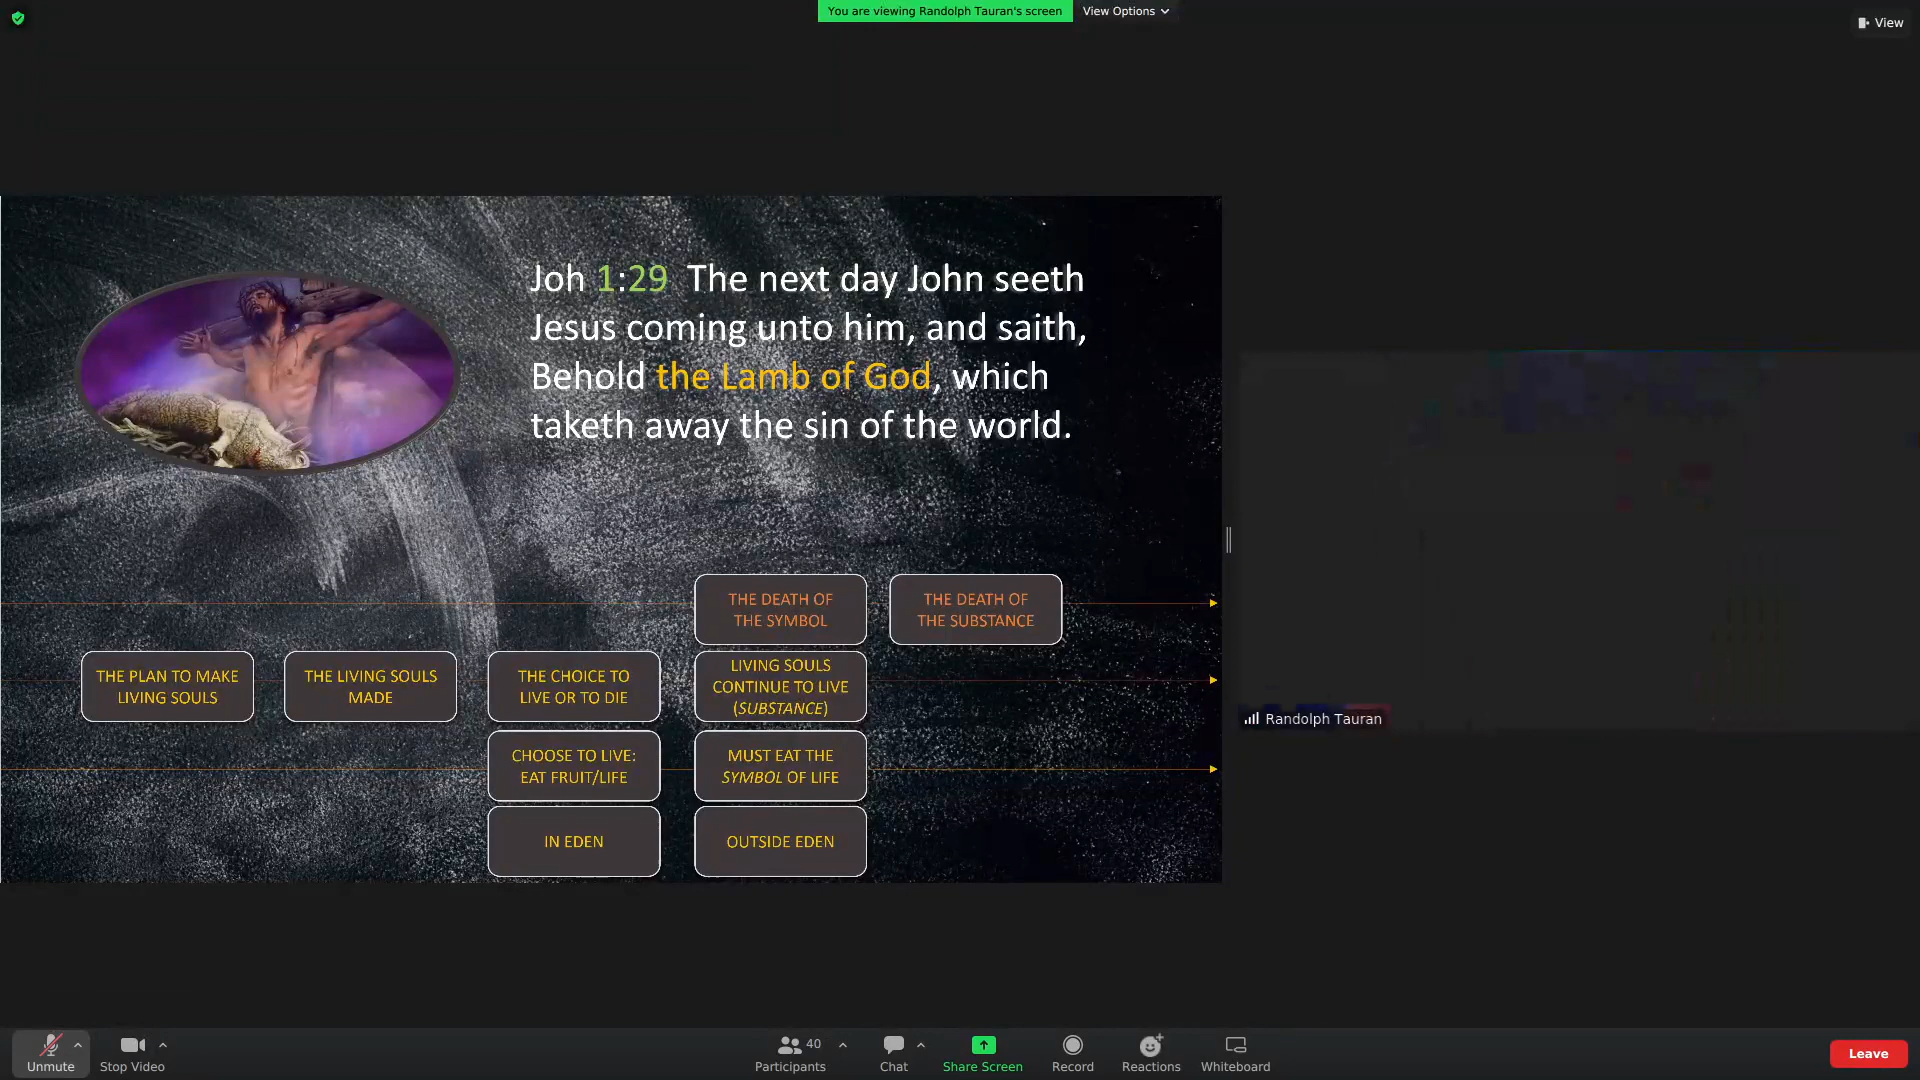 You are viewing Randolph Tauran's screen
View Options
View
Joh 1:29 The next day John seeth
Jesus coming unto him, and saith,
Behold the Lamb of God, which
taketh away the sin of the world.
THE DEATH OF
THE SYMBOL
THE DEATH OF
THE SUBSTANCE
THE PLAN TO MAKE
LIVING SOULS
THE LIVING SOULS
MADE
THE CHOICE TO
LIVE OR TO DIE
LIVING SOULS
CONTINUE TO LIVE
(SUBSTANCE)
CHOOSE TO LIVE:
EAT FRUIT/LIFE
MUST EAT THE
SYMBOL OF LIFE
IN EDEN
OUTSIDE EDEN
Randolph Tauran
Unmute
Stop Video
40
Participants
Chat
Share Screen
Record
Reactions
Whiteboard
Leave